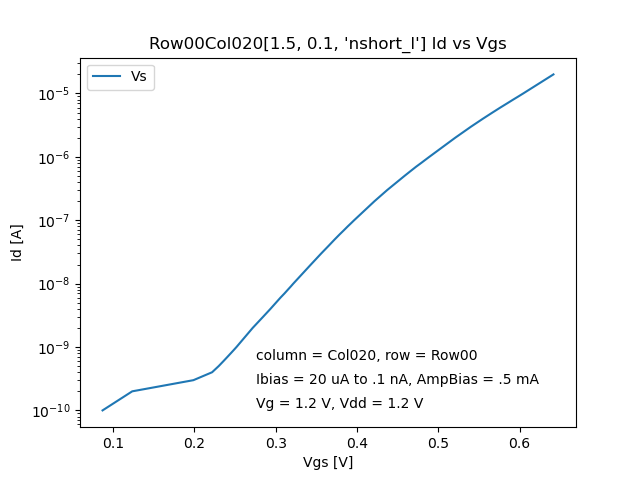 Row00Col020[1.5, 0.1, 'nshort_l'] Id vs Vgs
Vs
10⁻⁵
10⁻⁶
10⁻⁷
10⁻⁸
10⁻⁹
10⁻¹⁰
Id [A]
column = Col020, row = Row00
Ibias = 20 uA to .1 nA, AmpBias = .5 mA
Vg = 1.2 V, Vdd = 1.2 V
0.1 0.2 0.3 0.4 0.5 0.6
Vgs [V]